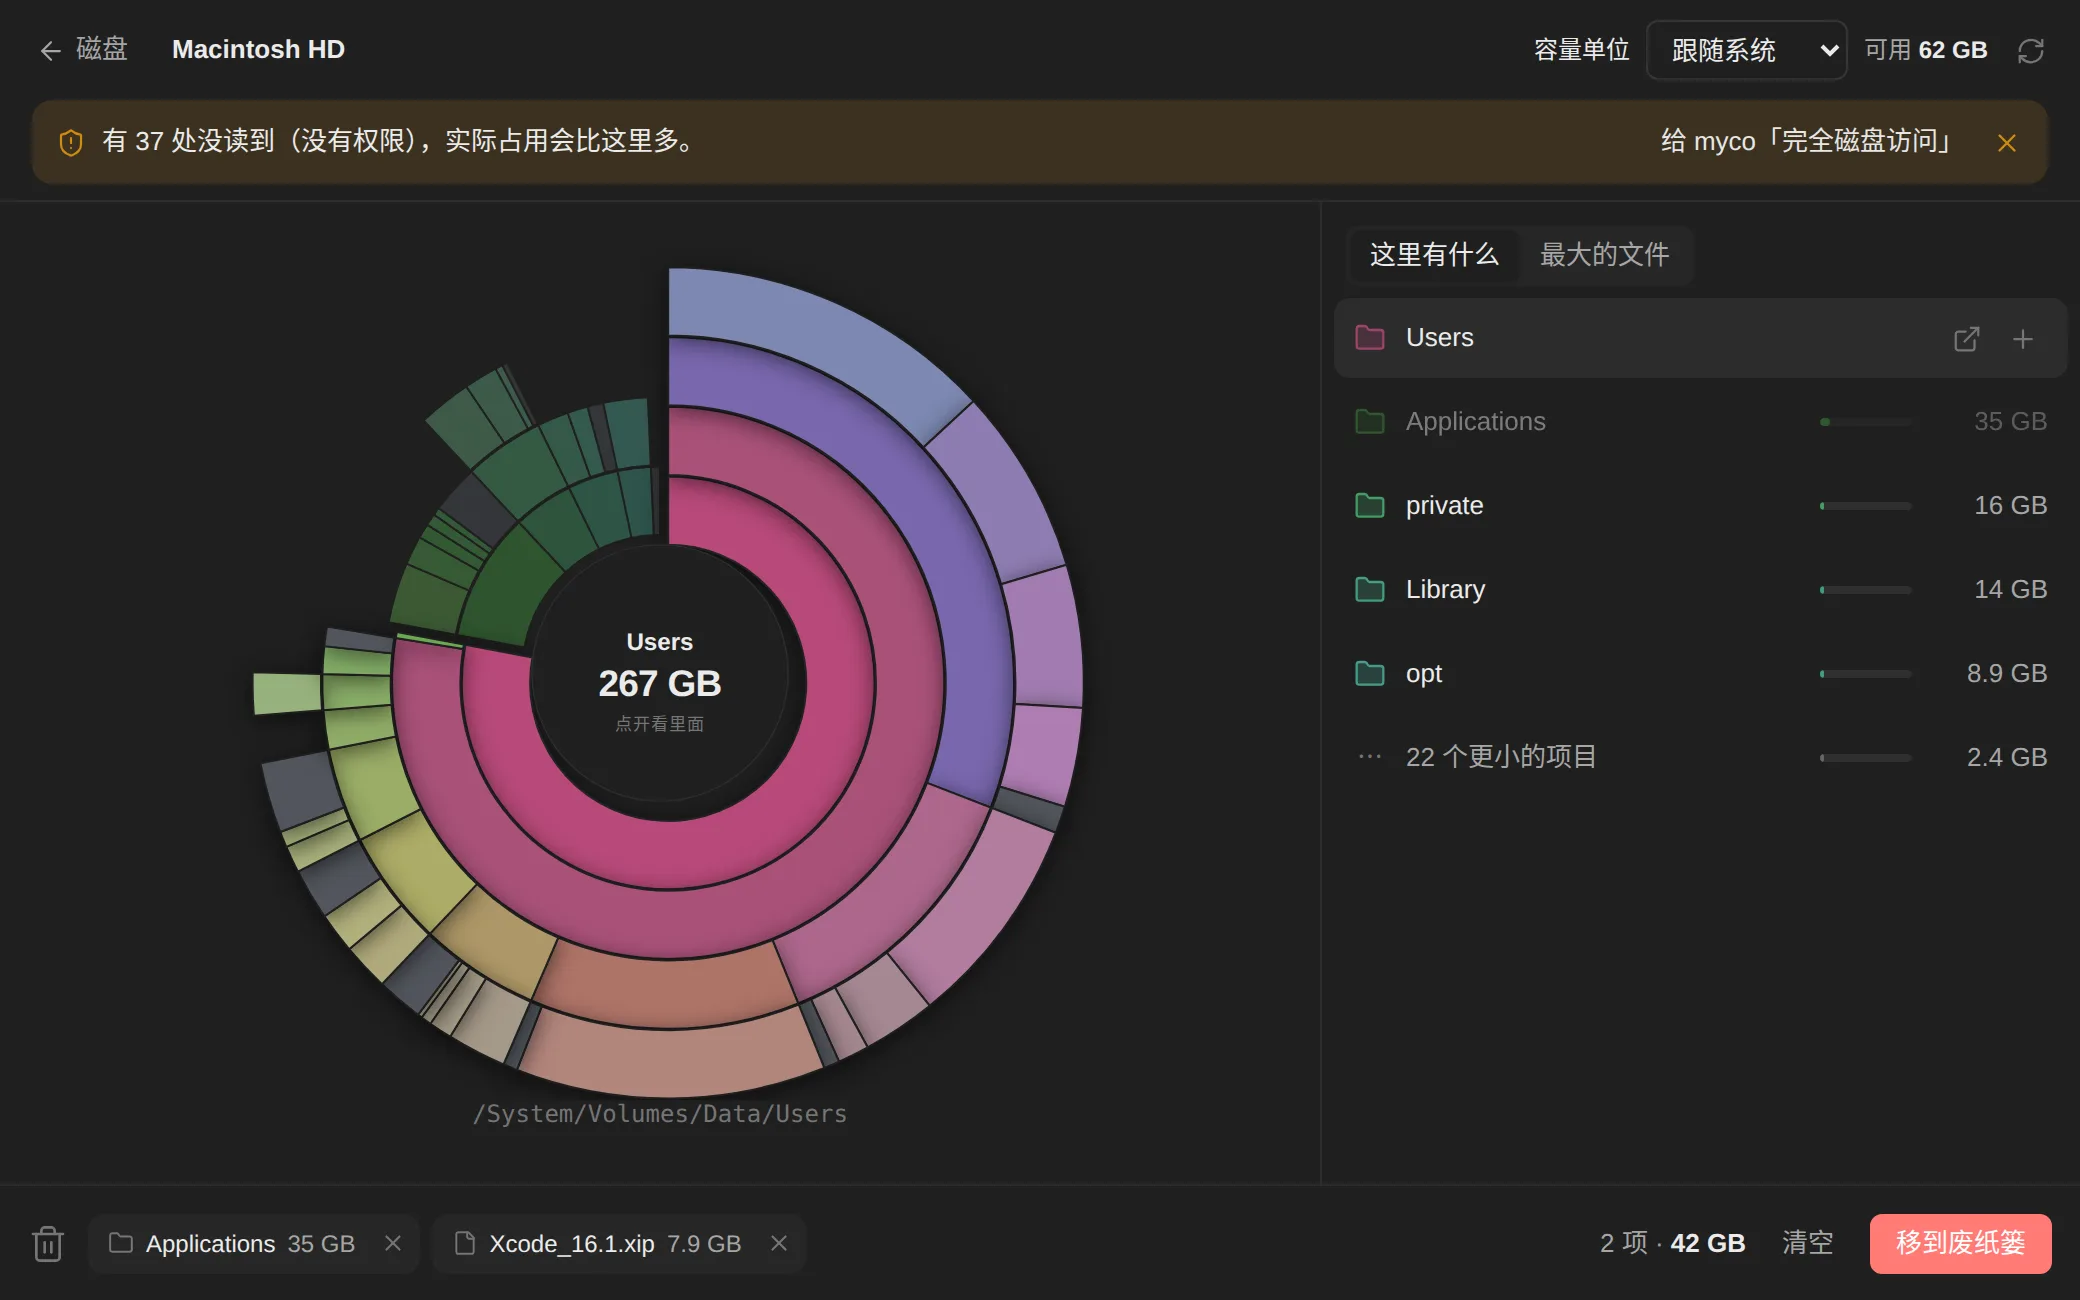 磁盘
Macintosh HD
容量单位
跟随系统
可用 62 GB
有 37 处没读到（没有权限），实际占用会比这里多。
给 myco「完全磁盘访问」
这里有什么
最大的文件
Users
Applications
35 GB
private
16 GB
Library
14 GB
opt
8.9 GB
22 个更小的项目
2.4 GB
Users
267 GB
点开看里面
/System/Volumes/Data/Users
Applications 35 GB
Xcode_16.1.xip 7.9 GB
2 项 · 42 GB
清空
移到废纸篓